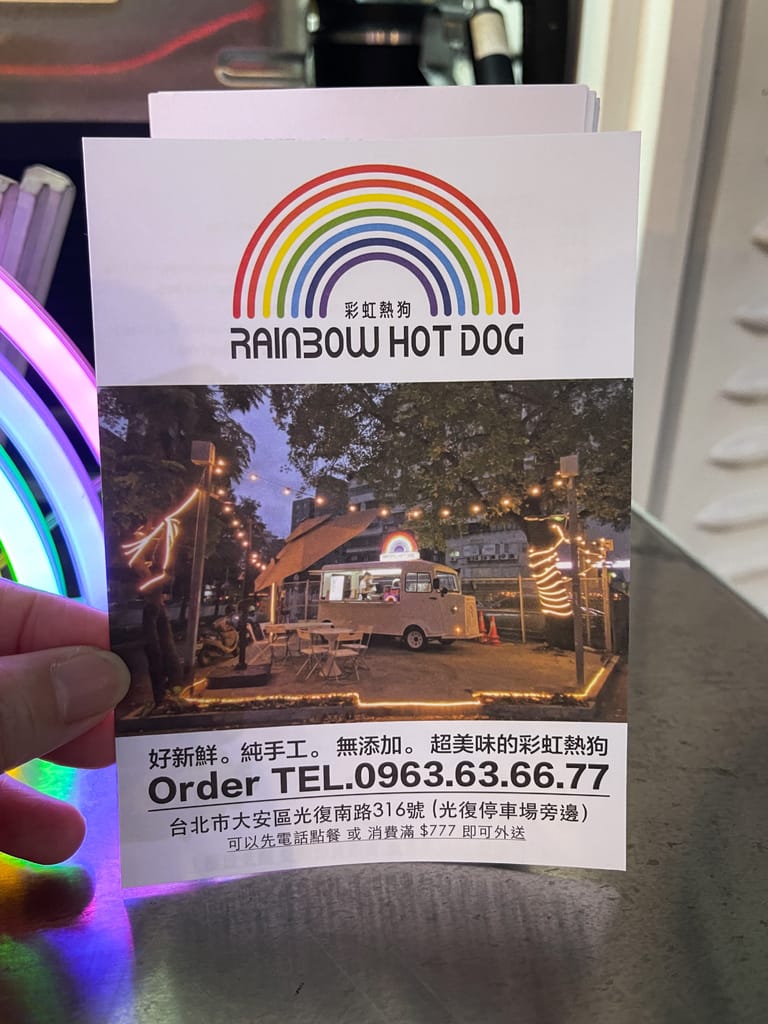 彩虹熱狗
RAINBOW HOT DOG
好新鮮。純手工。 無添加。 超美味的彩虹熱狗
Order TEL.0963.63.66.77
台北市大安區光復南路316號 (光復停車場旁邊)
可以先電話點餐 或 消費滿 $777 即可外送